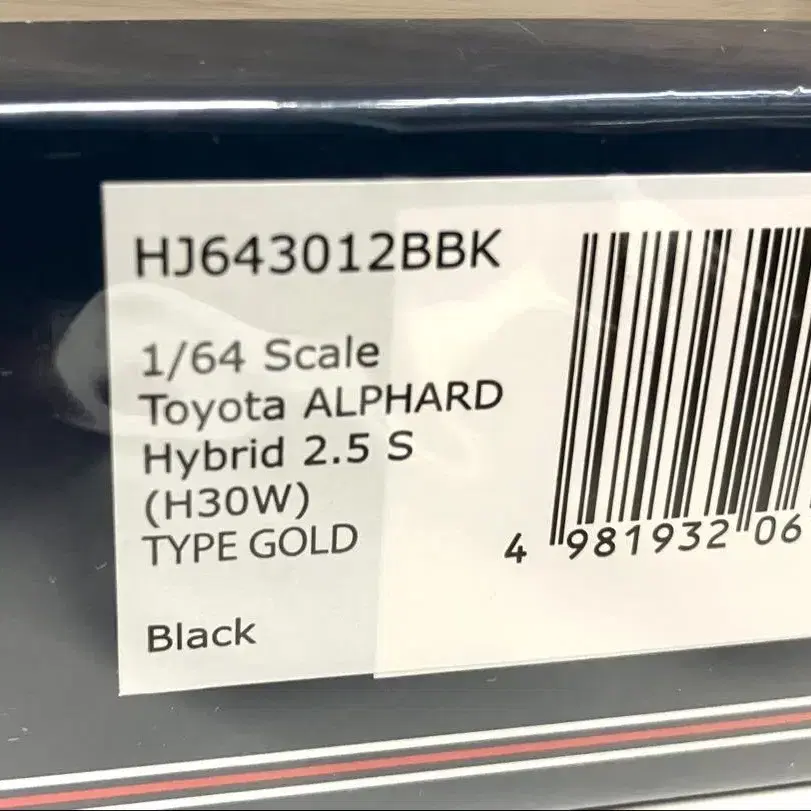 HJ643012BBK
1/64 Scale
Toyota ALPHARD
Hybrid 2.5 S
(H30W)
TYPE GOLD
Black
4 981932 06